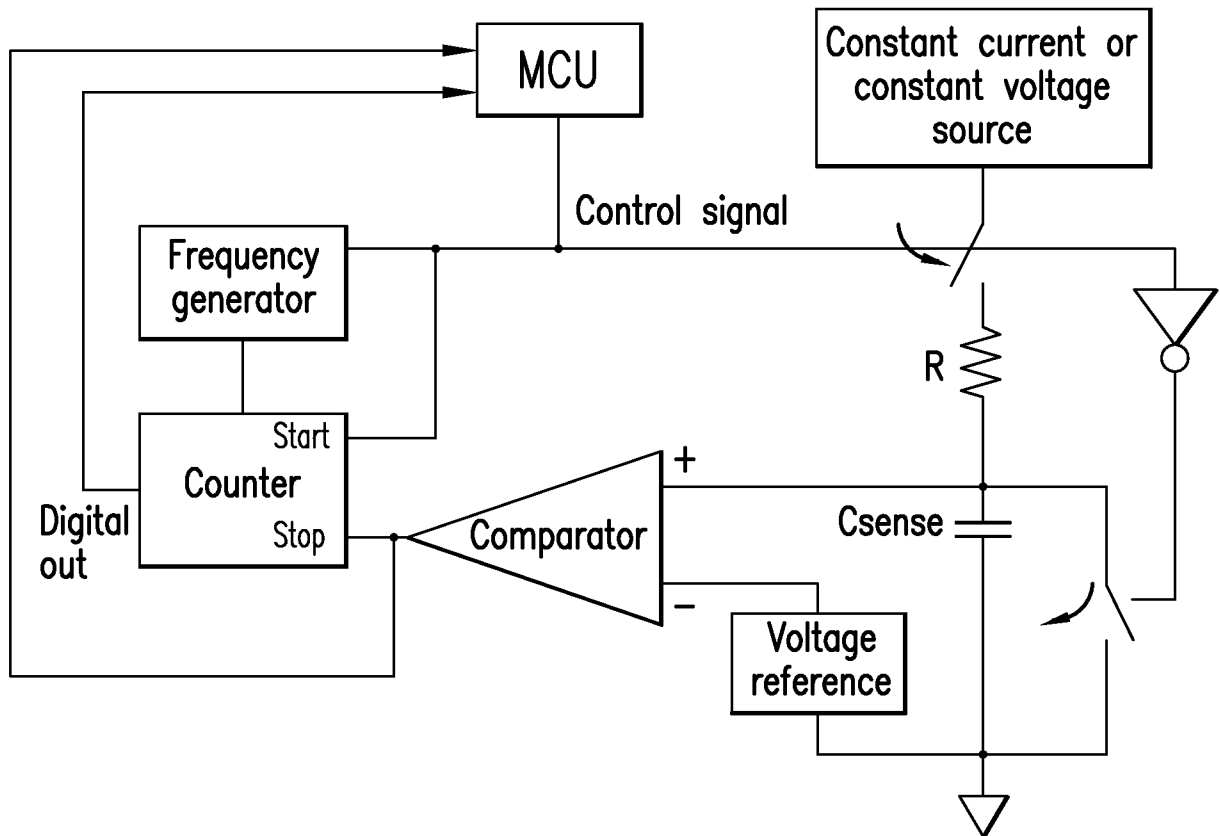 MCU
Constant current or
constant voltage
source
Control signal
Frequency
generator
R
Start
Counter
Stop
Digital
out
Comparator
+
−
Csense
Voltage
reference